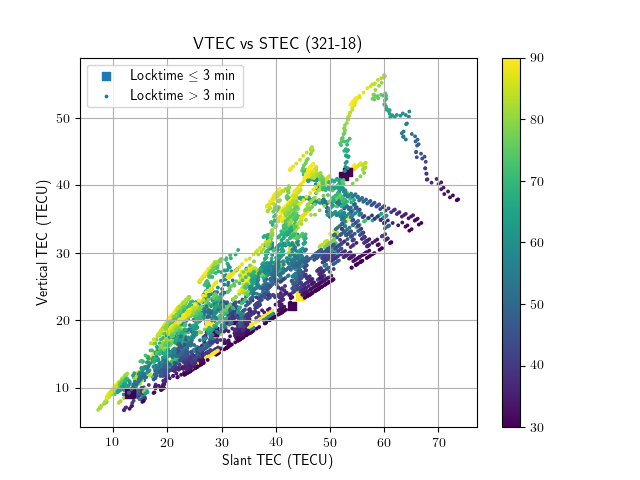 VTEC vs STEC (321-18)
Locktime ≤ 3 min
Locktime > 3 min
90
80
70
60
50
40
30
50
40
30
20
10
Vertical TEC (TECU)
10 20 30 40 50 60 70
Slant TEC (TECU)